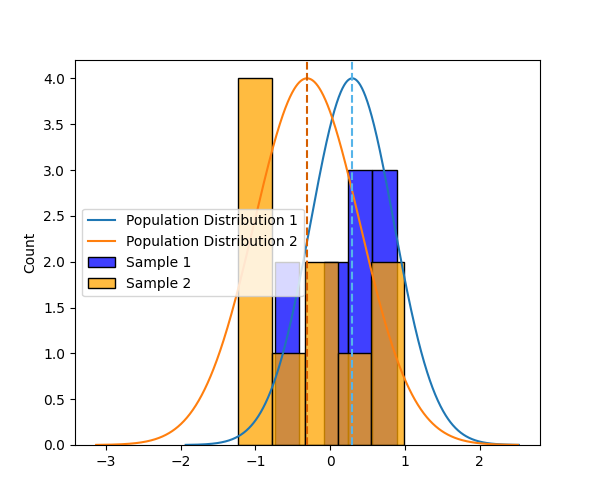 4.0
3.5
3.0
2.5
2.0
1.5
1.0
0.5
0.0
Count
Population Distribution 1
Population Distribution 2
Sample 1
Sample 2
−3 −2 −1 0 1 2